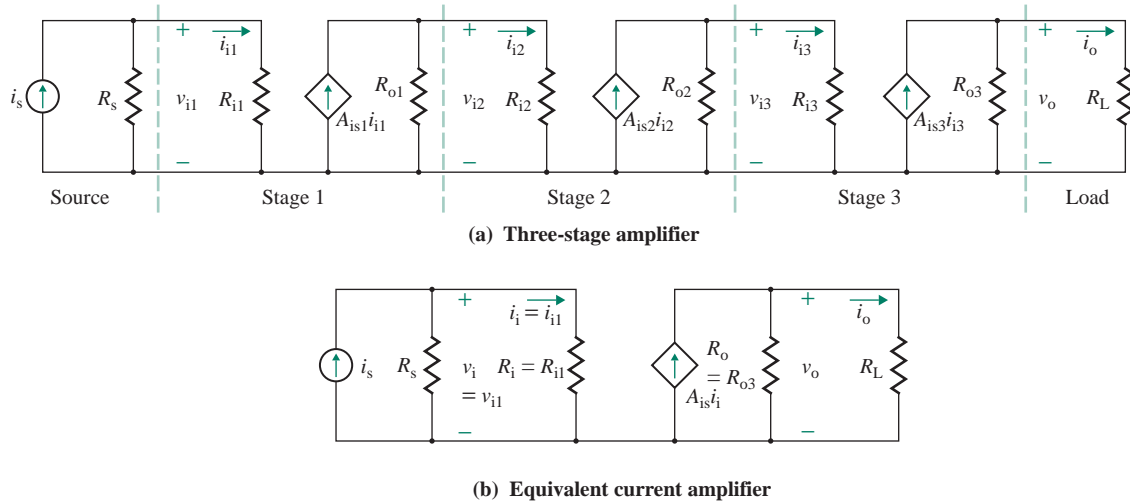 + i_i1 + i_i2 + i_i3 + i_o
i_s R_s v_i1 R_i1 A_is1 i_i1 R_o1 v_i2 R_i2 A_is2 i_i2 R_o2 v_i3 R_i3 A_is3 i_i3 R_o3 v_o R_L
− − − −
Source Stage 1 Stage 2 Stage 3 Load
(a) Three-stage amplifier
+ i_i = i_i1 + i_o
i_s R_s v_i = v_i1 R_i = R_i1 A_is i_i R_o = R_o3 v_o R_L
− −
(b) Equivalent current amplifier